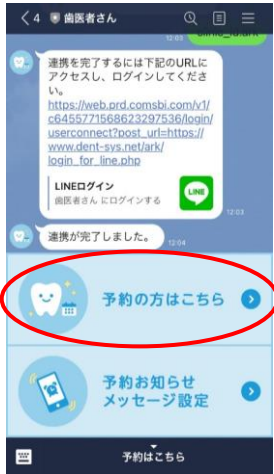 4 歯医者さん
12:03
連携を完了するには下記のURLに
アクセスし、ログインしてくださ
い。
https://web.prd.comsbi.com/v1/
c6455771568623297536/login/
userconnect?post_url=https://
www.dent-sys.net/ark/
login_for_line.php
LINEログイン
歯医者さん にログインする
LINE
12:03
連携が完了しました。
12:04
予約の方はこちら
予約お知らせ
メッセージ設定
予約はこちら